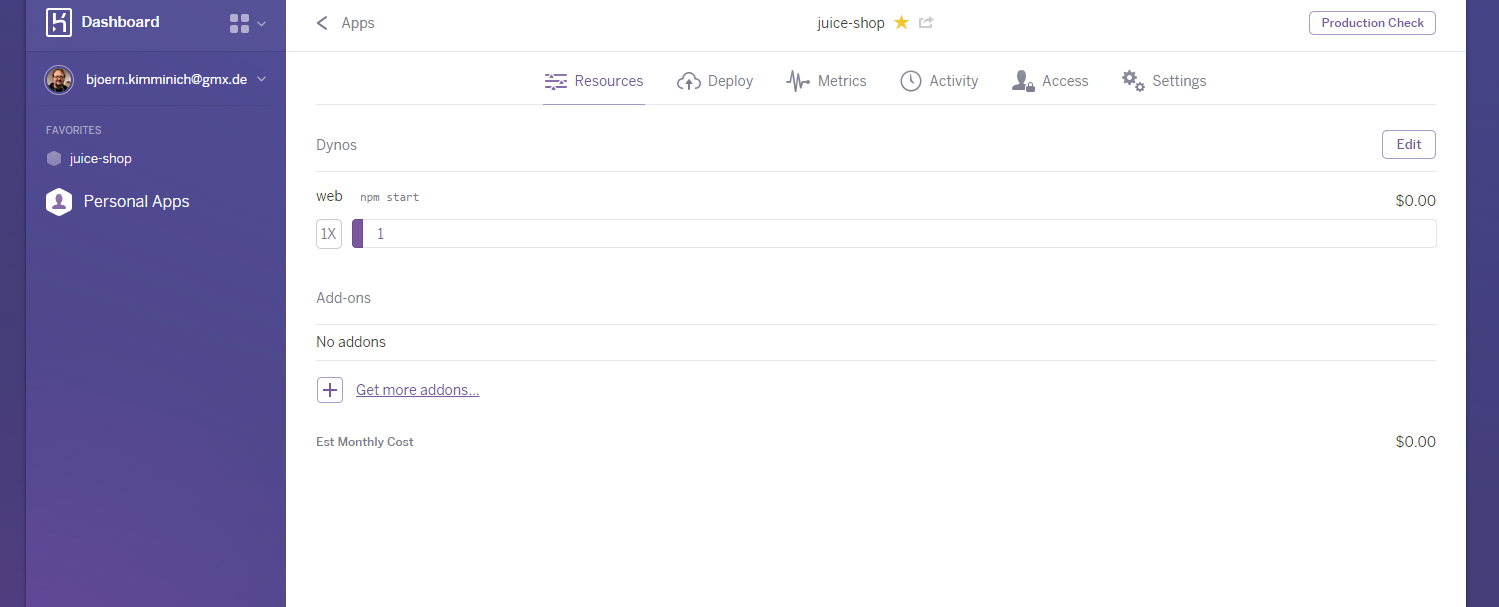 Dashboard
bjoern.kimminich@gmx.de
FAVORITES
juice-shop
Personal Apps
Apps
juice-shop
Production Check
Resources
Deploy
Metrics
Activity
Access
Settings
Dynos
Edit
web npm start
$0.00
1X 1
Add-ons
No addons
Get more addons...
Est Monthly Cost
$0.00